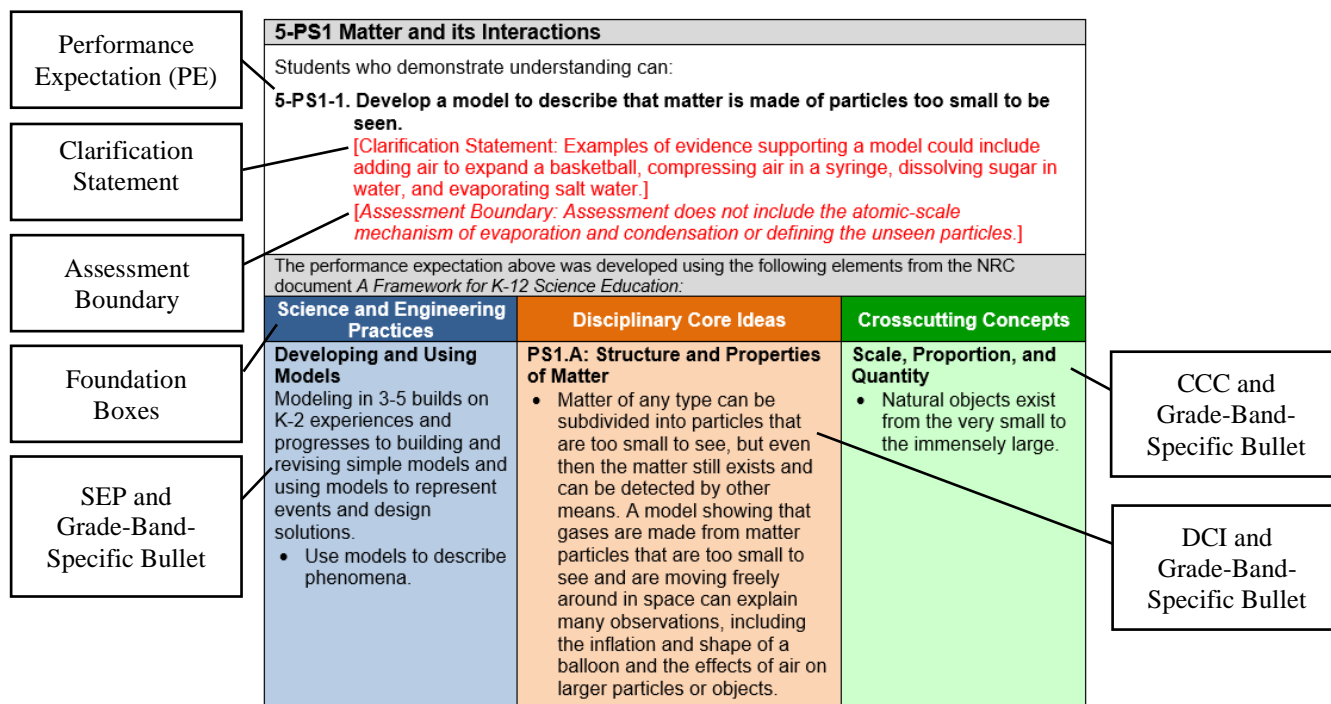 Performance
Expectation (PE)
Clarification
Statement
Assessment
Boundary
Foundation
Boxes
SEP and
Grade-Band-
Specific Bullet
5-PS1 Matter and its Interactions
Students who demonstrate understanding can:
5-PS1-1. Develop a model to describe that matter is made of particles too small to be
seen.
[Clarification Statement: Examples of evidence supporting a model could include
adding air to expand a basketball, compressing air in a syringe, dissolving sugar in
water, and evaporating salt water.]
[Assessment Boundary: Assessment does not include the atomic-scale
mechanism of evaporation and condensation or defining the unseen particles.]
The performance expectation above was developed using the following elements from the NRC
document A Framework for K-12 Science Education:
Science and Engineering
Practices
Developing and Using
Models
Modeling in 3-5 builds on
K-2 experiences and
progresses to building and
revising simple models and
using models to represent
events and design
solutions.
• Use models to describe
phenomena.
Disciplinary Core Ideas
PS1.A: Structure and Properties
of Matter
• Matter of any type can be
subdivided into particles that
are too small to see, but even
then the matter still exists and
can be detected by other
means. A model showing that
gases are made from matter
particles that are too small to
see and are moving freely
around in space can explain
many observations, including
the inflation and shape of a
balloon and the effects of air on
larger particles or objects.
Crosscutting Concepts
Scale, Proportion, and
Quantity
• Natural objects exist
from the very small to
the immensely large.
CCC and
Grade-Band-
Specific Bullet
DCI and
Grade-Band-
Specific Bullet